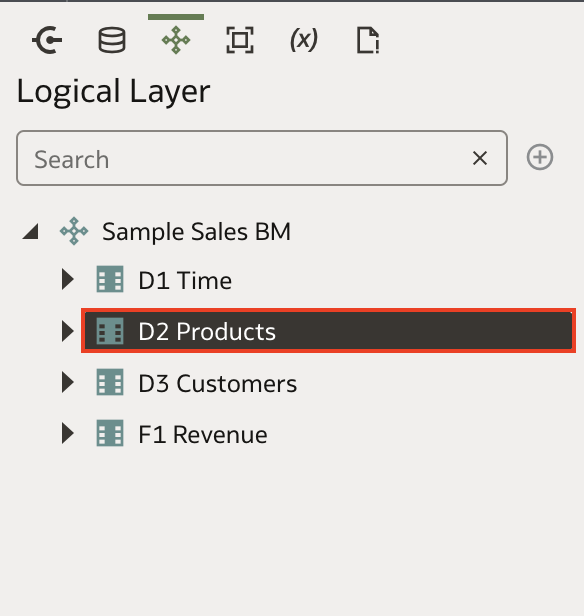 (x)
Logical Layer
Search
Sample Sales BM
D1 Time
D2 Products
D3 Customers
F1 Revenue